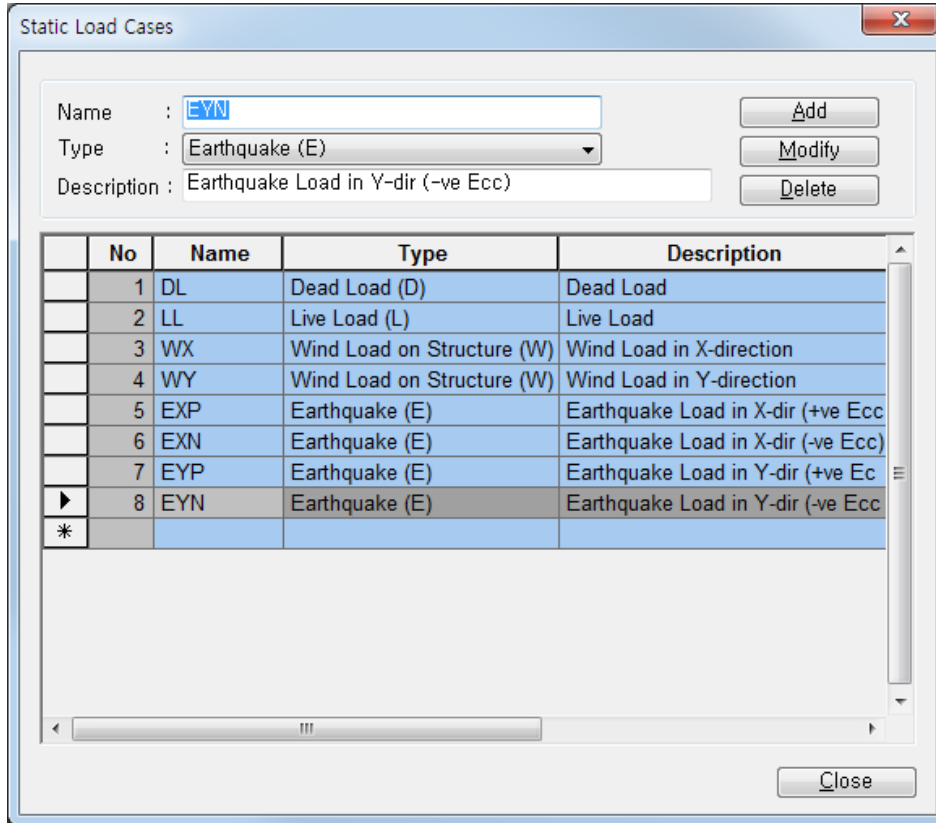 Static Load Cases
Name : EYN Add
Type : Earthquake (E) Modify
Description : Earthquake Load in Y-dir (-ve Ecc) Delete
No Name Type Description
1 DL Dead Load (D) Dead Load
2 LL Live Load (L) Live Load
3 WX Wind Load on Structure (W) Wind Load in X-direction
4 WY Wind Load on Structure (W) Wind Load in Y-direction
5 EXP Earthquake (E) Earthquake Load in X-dir (+ve Ecc
6 EXN Earthquake (E) Earthquake Load in X-dir (-ve Ecc)
7 EYP Earthquake (E) Earthquake Load in Y-dir (+ve Ec
8 EYN Earthquake (E) Earthquake Load in Y-dir (-ve Ecc
Close